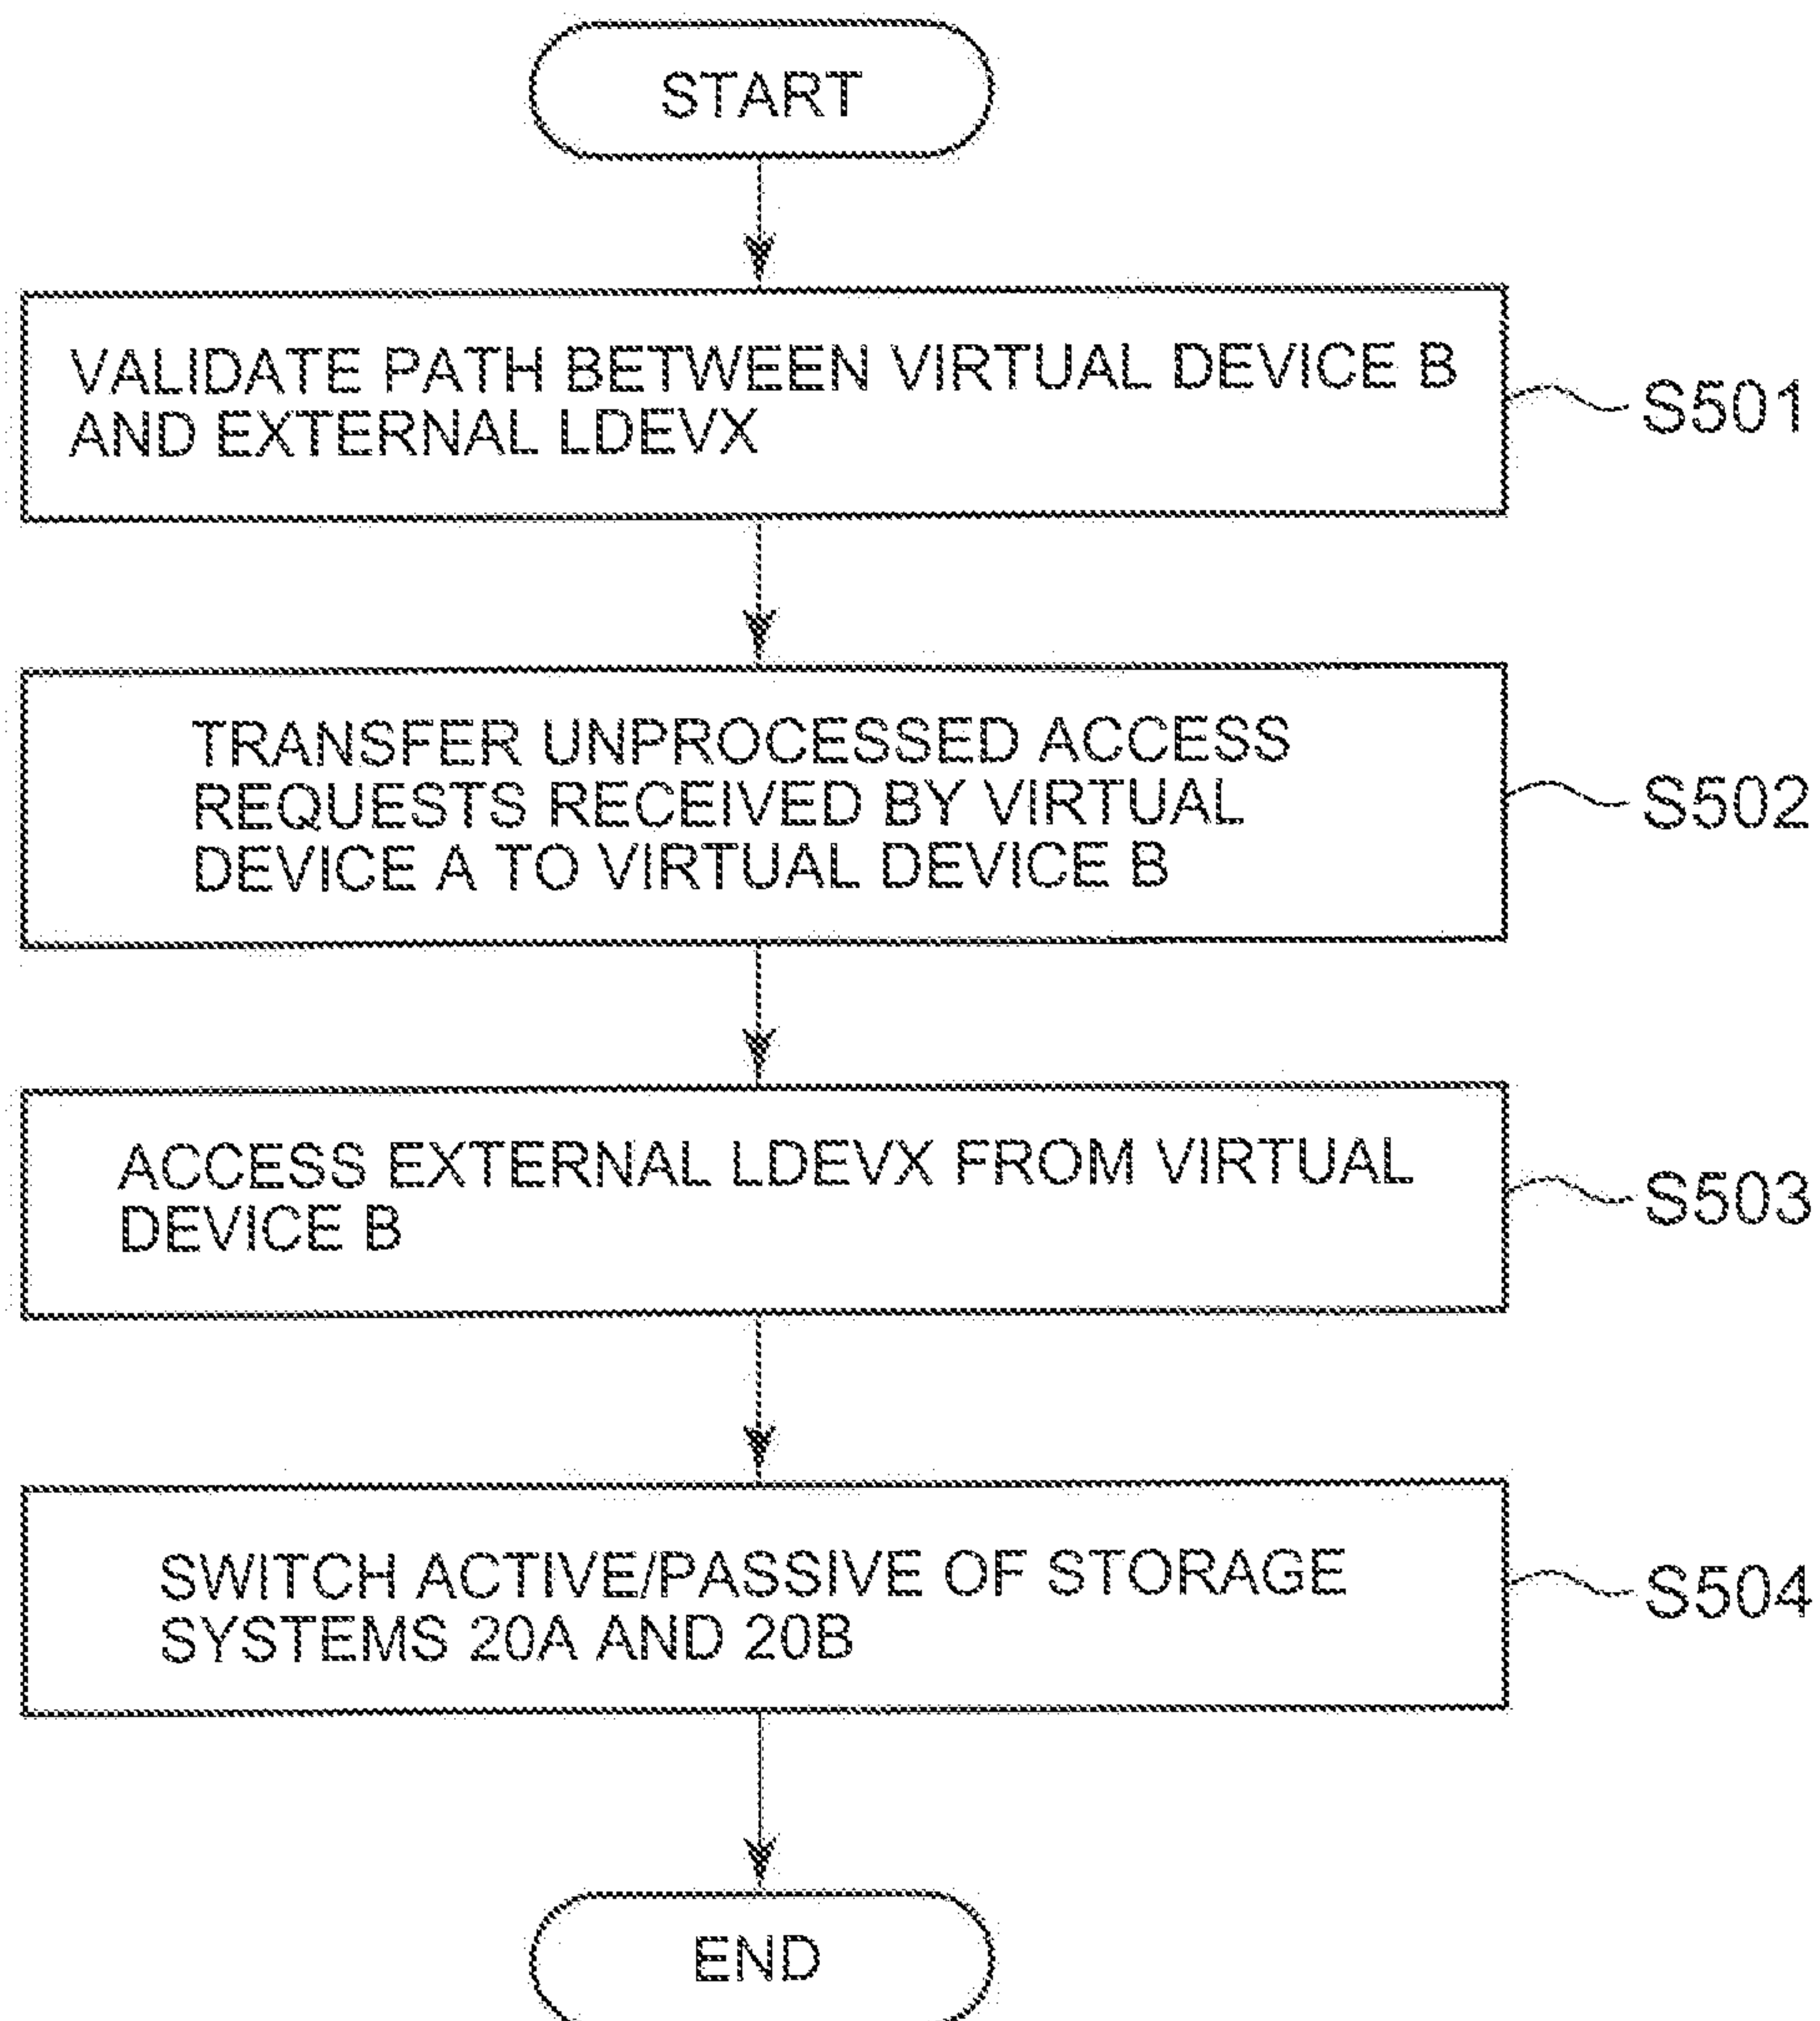 START
VALIDATE PATH BETWEEN VIRTUAL DEVICE B
AND EXTERNAL LDEVX
S501
TRANSFER UNPROCESSED ACCESS
REQUESTS RECEIVED BY VIRTUAL
DEVICE A TO VIRTUAL DEVICE B
S502
ACCESS EXTERNAL LDEVX FROM VIRTUAL
DEVICE B
S503
SWITCH ACTIVE/PASSIVE OF STORAGE
SYSTEMS 20A AND 20B
S504
END